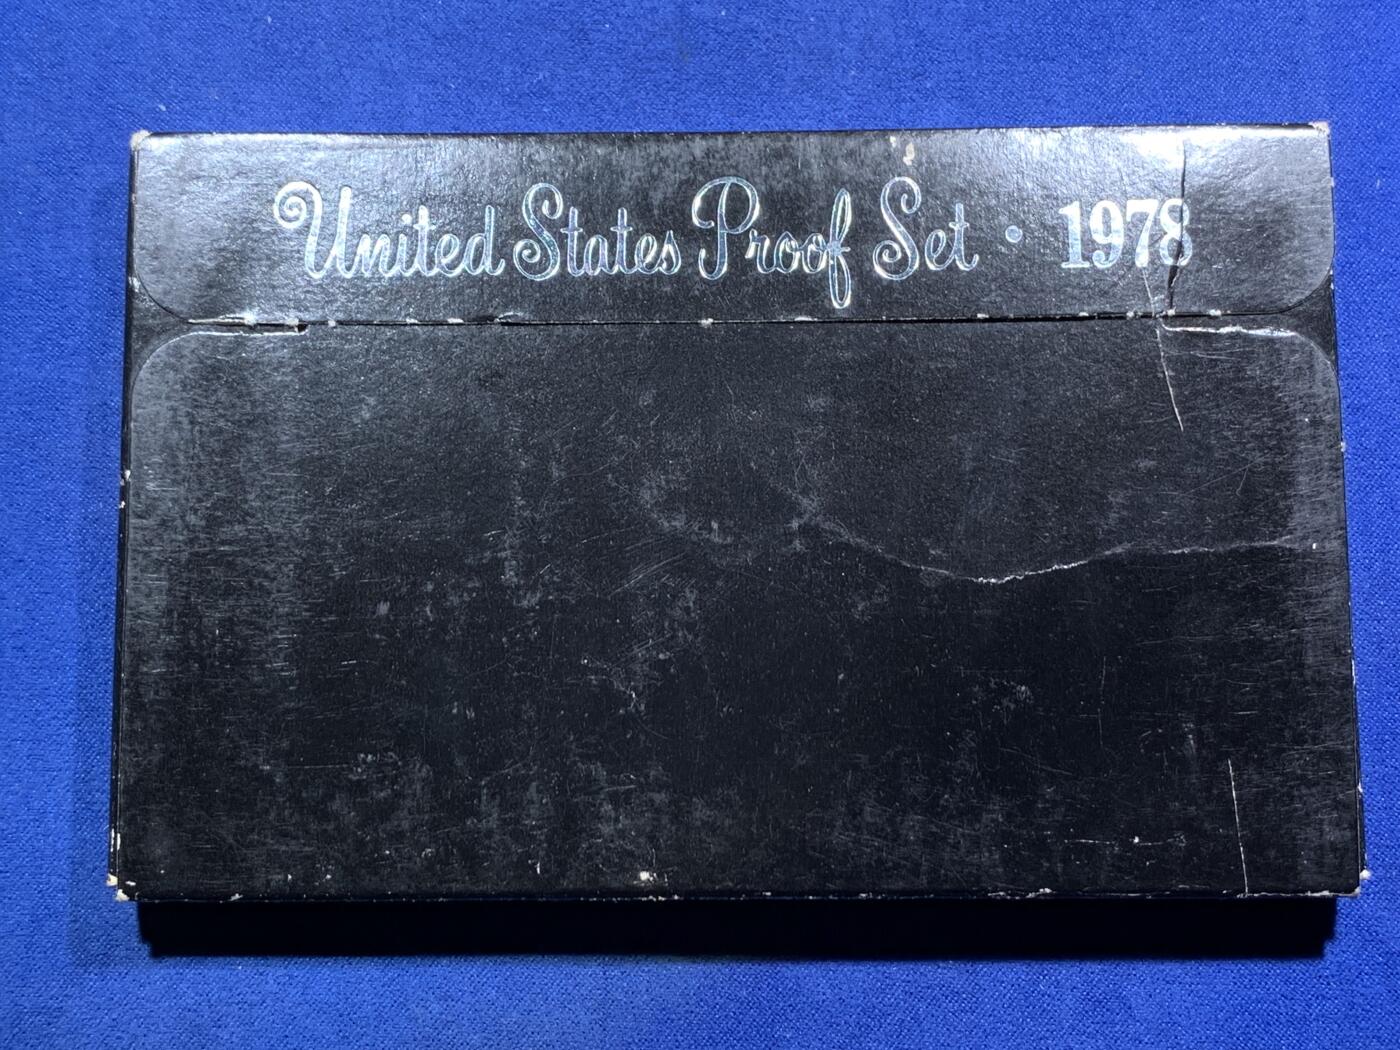 United States Proof Set • 1978